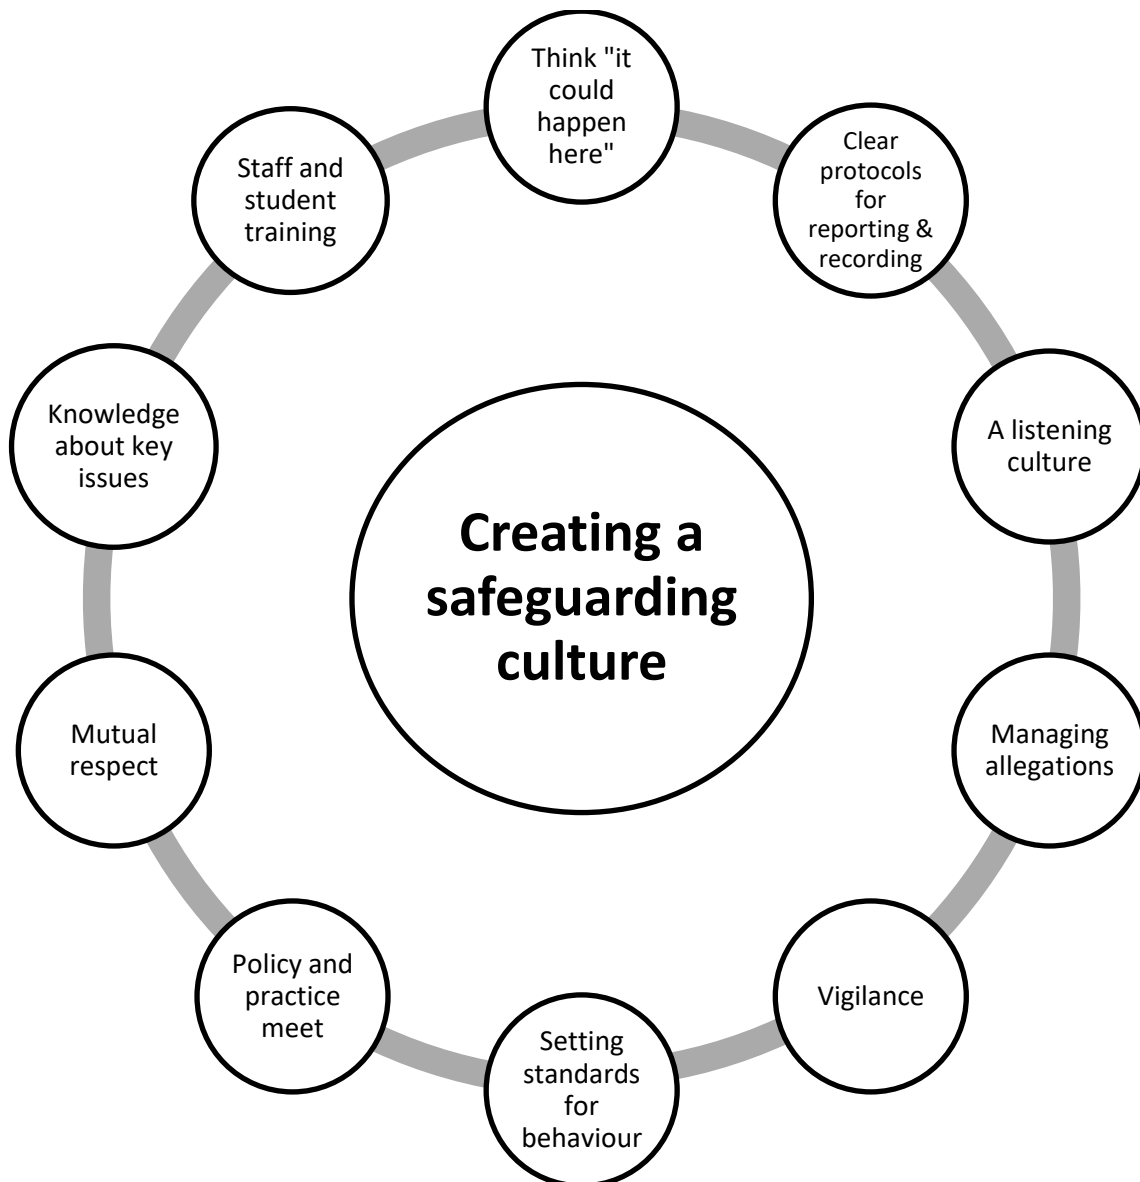 Think "it
could
happen
here"
Clear
protocols
for
reporting &
recording
A listening
culture
Managing
allegations
Vigilance
Setting
standards
for
behaviour
Policy and
practice
meet
Mutual
respect
Knowledge
about key
issues
Staff and
student
training
Creating a
safeguarding
culture